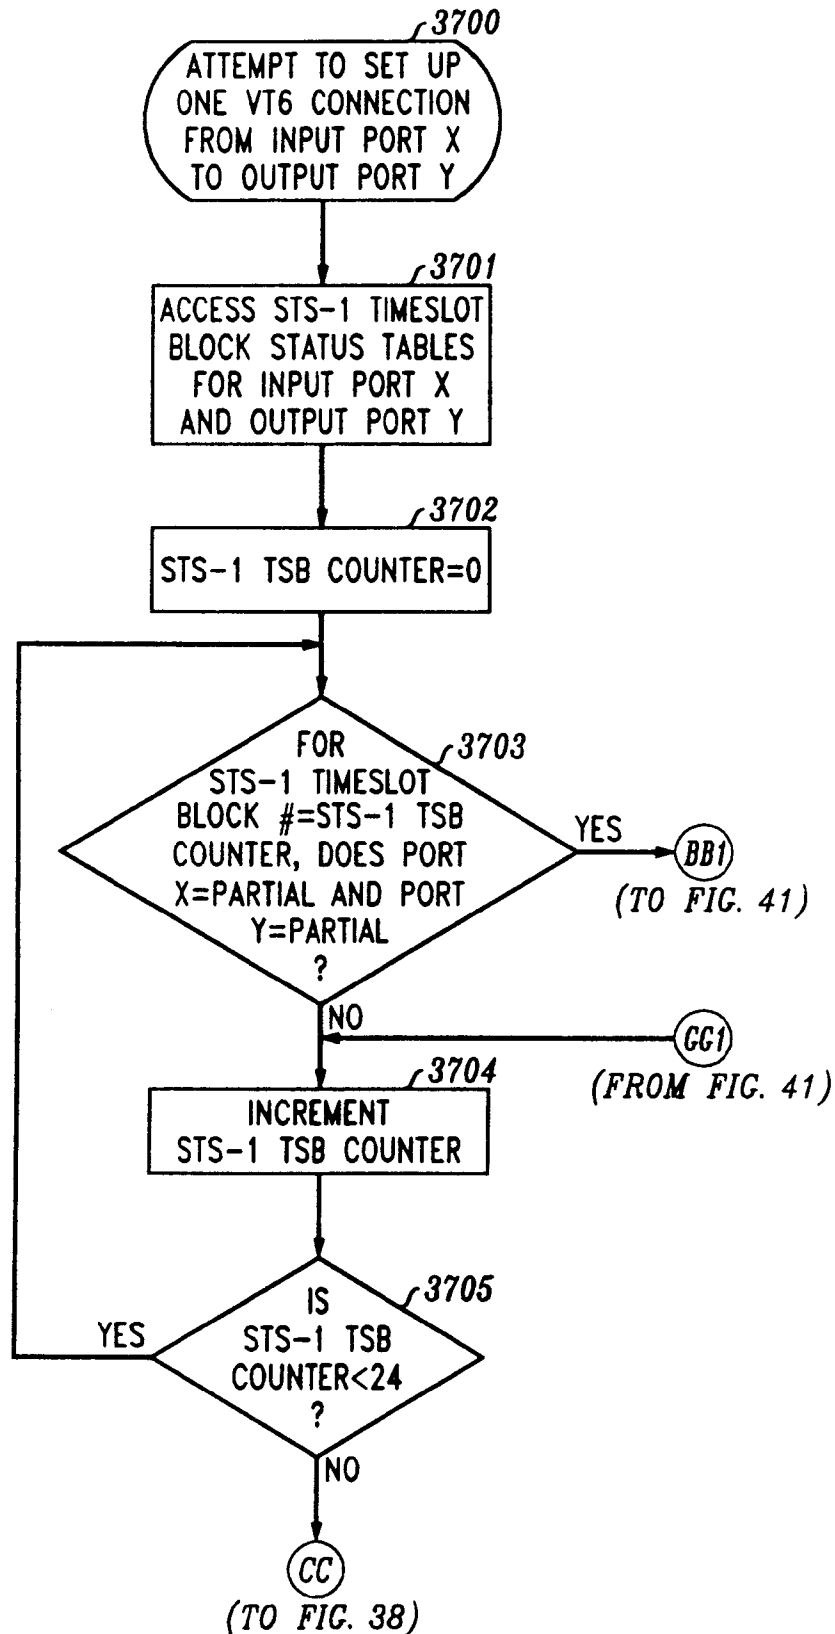 3700
ATTEMPT TO SET UP
ONE VT6 CONNECTION
FROM INPUT PORT X
TO OUTPUT PORT Y
3701
ACCESS STS-1 TIMESLOT
BLOCK STATUS TABLES
FOR INPUT PORT X
AND OUTPUT PORT Y
3702
STS-1 TSB COUNTER=0
3703
FOR
STS-1 TIMESLOT
BLOCK #=STS-1 TSB
COUNTER, DOES PORT
X=PARTIAL AND PORT
Y=PARTIAL
?
YES
BB1
(TO FIG. 41)
NO
GG1
(FROM FIG. 41)
3704
INCREMENT
STS-1 TSB COUNTER
3705
IS
STS-1 TSB
COUNTER<24
?
YES
NO
CC
(TO FIG. 38)